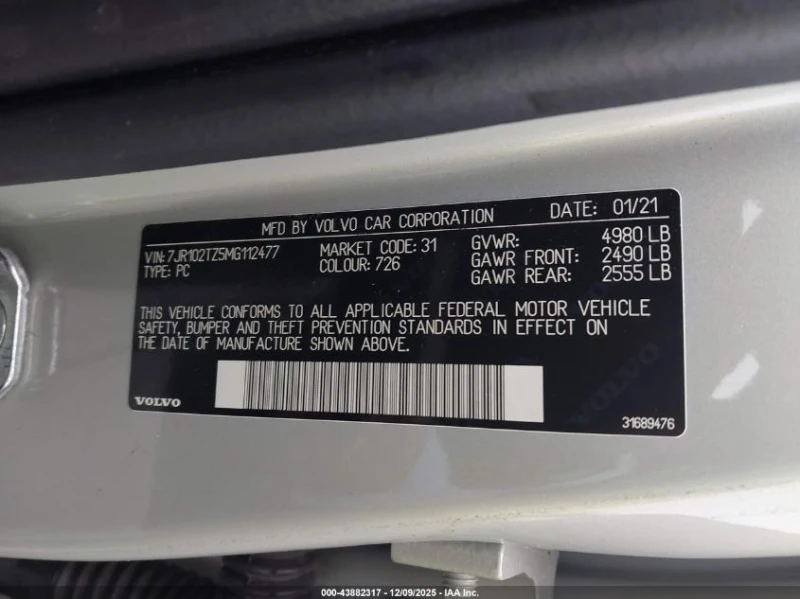 MFD BY VOLVO CAR CORPORATION DATE: 01/21
VIN: 7JR102TZ5MG112477 MARKET CODE: 31 GVWR: 4980 LB
TYPE: PC COLOUR: 726 GAWR FRONT: 2490 LB
GAWR REAR: 2555 LB
THIS VEHICLE CONFORMS TO ALL APPLICABLE FEDERAL MOTOR VEHICLE
SAFETY, BUMPER AND THEFT PREVENTION STANDARDS IN EFFECT ON
THE DATE OF MANUFACTURE SHOWN ABOVE.
VOLVO
VOLVO
31689476
000-43882317 - 12/09/2025 - IAA Inc.